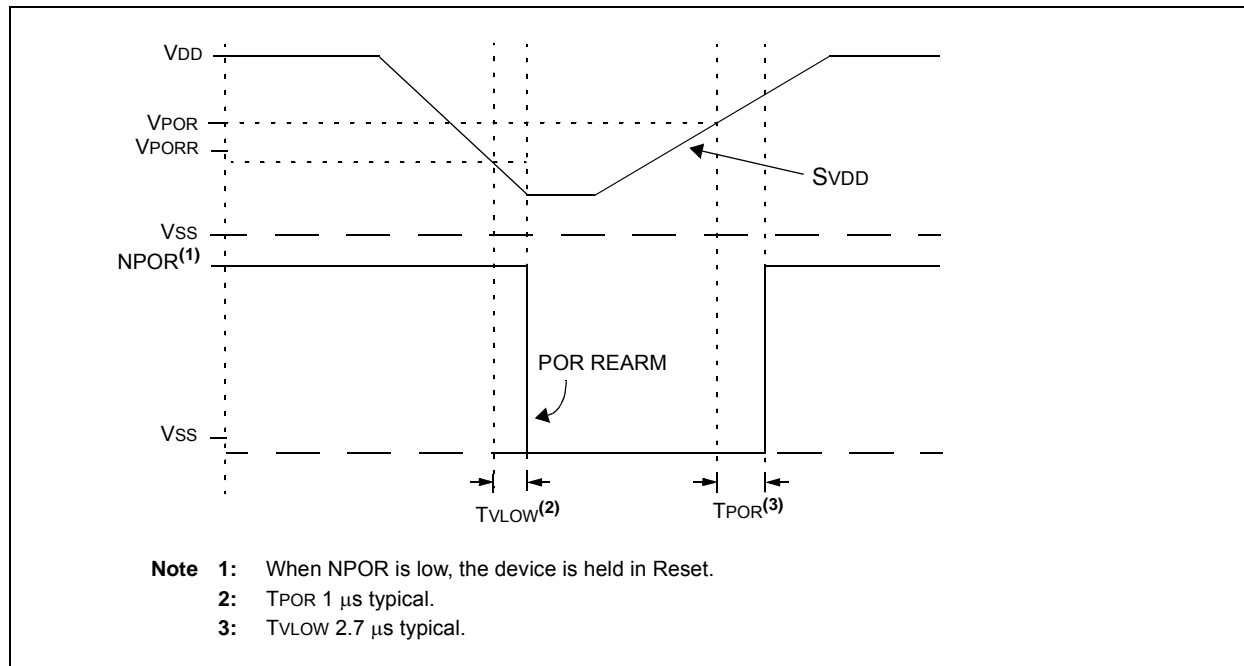 VDD
VPOR
VPORR
SVDD
VSS
NPOR(1)
POR REARM
VSS
TVLOW(2)
TPOR(3)
Note 1: When NPOR is low, the device is held in Reset.
2: TPOR 1 μs typical.
3: TVLOW 2.7 μs typical.